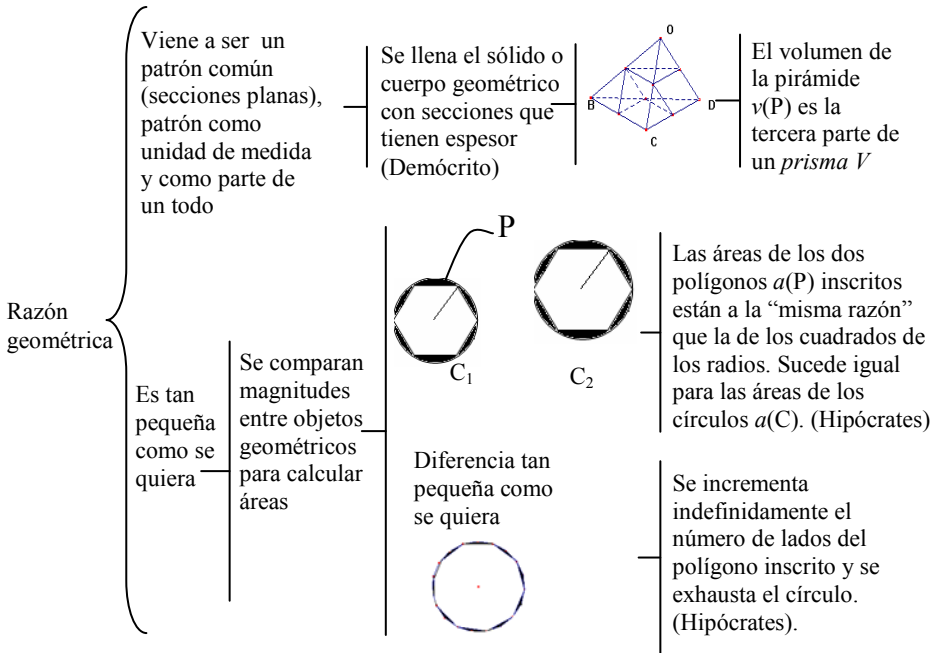 Razón
geométrica
Viene a ser un
patrón común
(secciones planas),
patrón como
unidad de medida
y como parte de
un todo
Se llena el sólido o
cuerpo geométrico
con secciones que
tienen espesor
(Demócrito)
O
B
D
C
El volumen de
la pirámide
v(P) es la
tercera parte de
un prisma V
Es tan
pequeña
como se
quiera
Se comparan
magnitudes
entre objetos
geométricos
para calcular
áreas
P
C₁
C₂
Las áreas de los dos
polígonos a(P) inscritos
están a la “misma razón”
que la de los cuadrados de
los radios. Sucede igual
para las áreas de los
círculos a(C). (Hipócrates)
Diferencia tan
pequeña como
se quiera
Se incrementa
indefinidamente el
número de lados del
polígono inscrito y se
exhausta el círculo.
(Hipócrates).